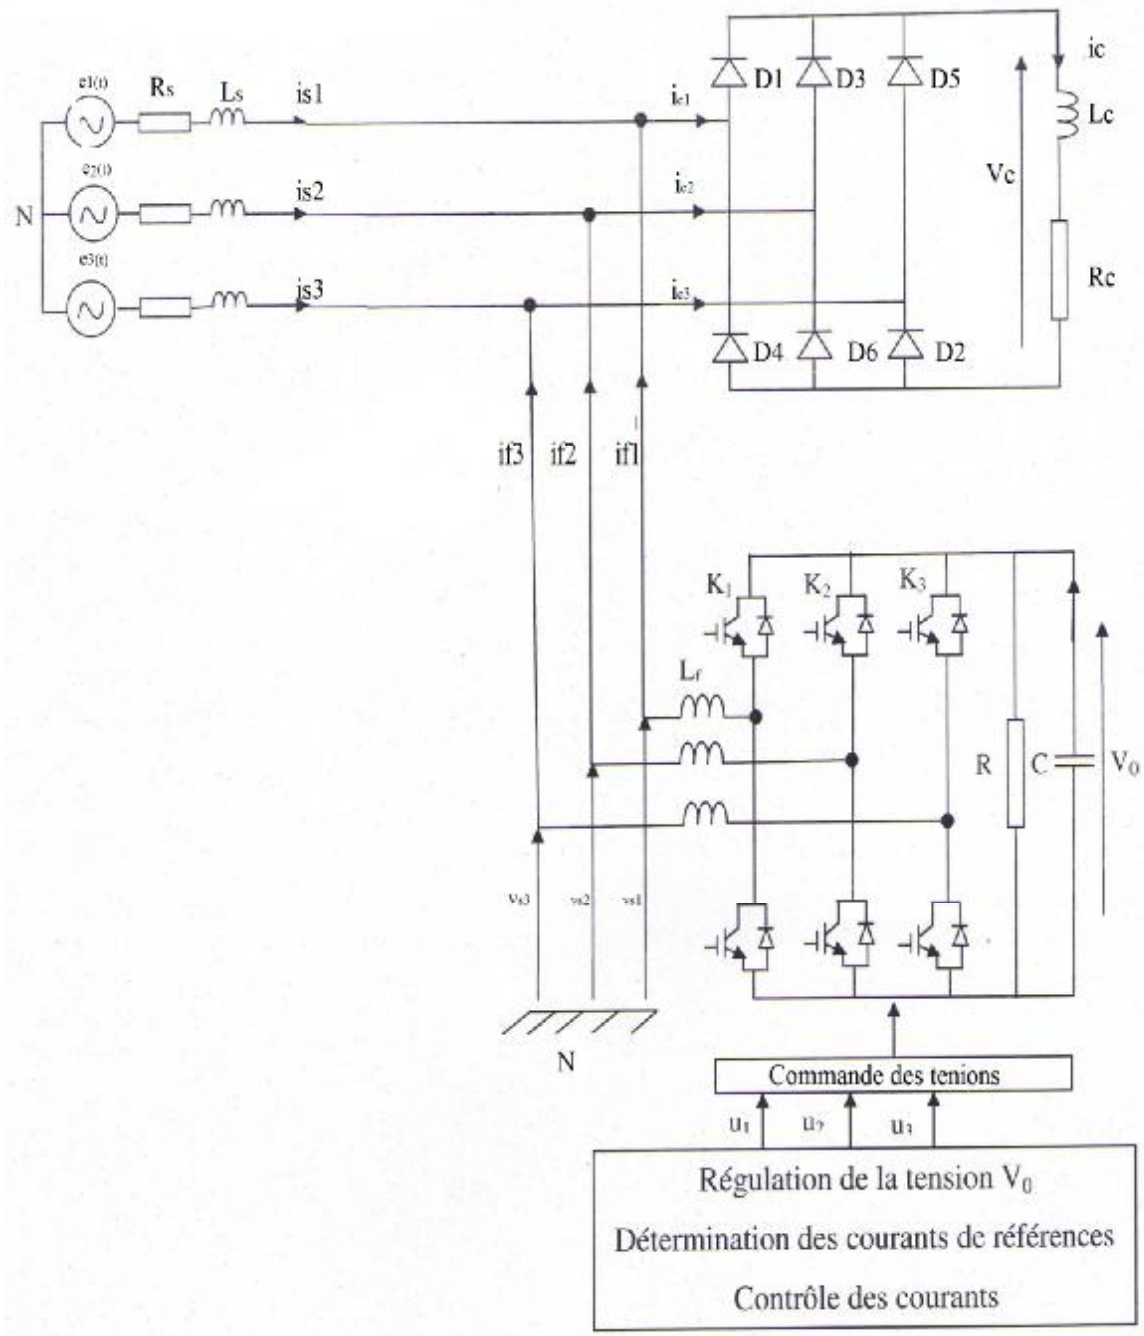 e1(t)
Rs
Ls
is1
ic1
D1
D3
D5
ic
Lc
e2(t)
is2
ic2
Vc
N
e3(t)
is3
ic3
Rc
D4
D6
D2
if3
if2
if1
K1
K2
K3
Lf
R
C
V0
vs3
vs2
vs1
N
Commande des tenions
u1
u2
u3
Régulation de la tension V0
Détermination des courants de références
Contrôle des courants